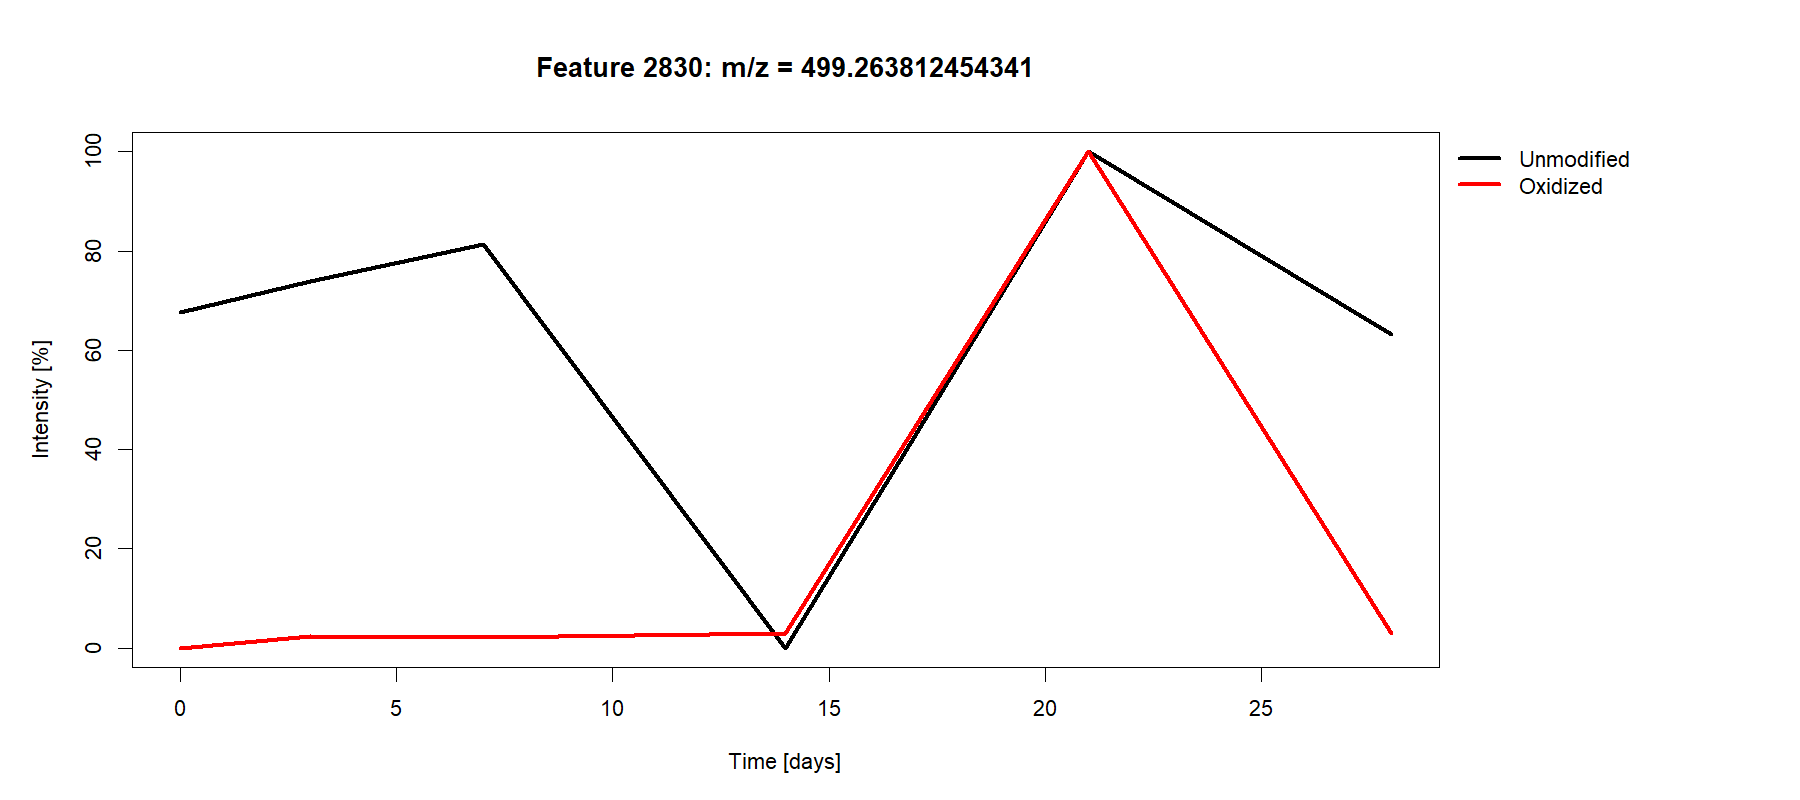 Feature 2830: m/z = 499.263812454341
Unmodified
Oxidized
Intensity [%]
100
80
60
40
20
0
0 5 10 15 20 25
Time [days]